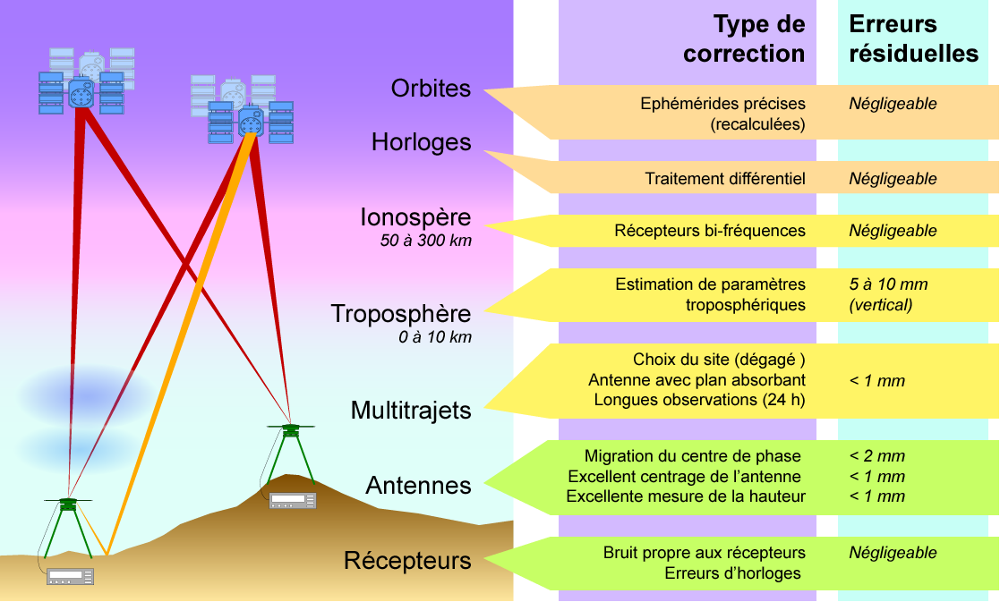 Type de
correction
Erreurs
résiduelles
Orbites
Ephémérides précises
(recalculées)
Négligeable
Horloges
Traitement différentiel
Négligeable
Ionospère
50 à 300 km
Récepteurs bi-fréquences
Négligeable
Troposphère
0 à 10 km
Estimation de paramètres
troposphériques
5 à 10 mm
(vertical)
Multitrajets
Choix du site (dégagé )
Antenne avec plan absorbant
Longues observations (24 h)
< 1 mm
Antennes
Migration du centre de phase
Excellent centrage de l'antenne
Excellente mesure de la hauteur
< 2 mm
< 1 mm
< 1 mm
Récepteurs
Bruit propre aux récepteurs
Erreurs d'horloges
Négligeable